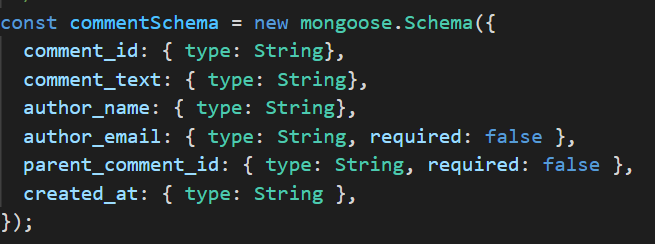 const commentSchema = new mongoose.Schema({
  comment_id: { type: String},
  comment_text: { type: String},
  author_name: { type: String},
  author_email: { type: String, required: false },
  parent_comment_id: { type: String, required: false },
  created_at: { type: String },
});